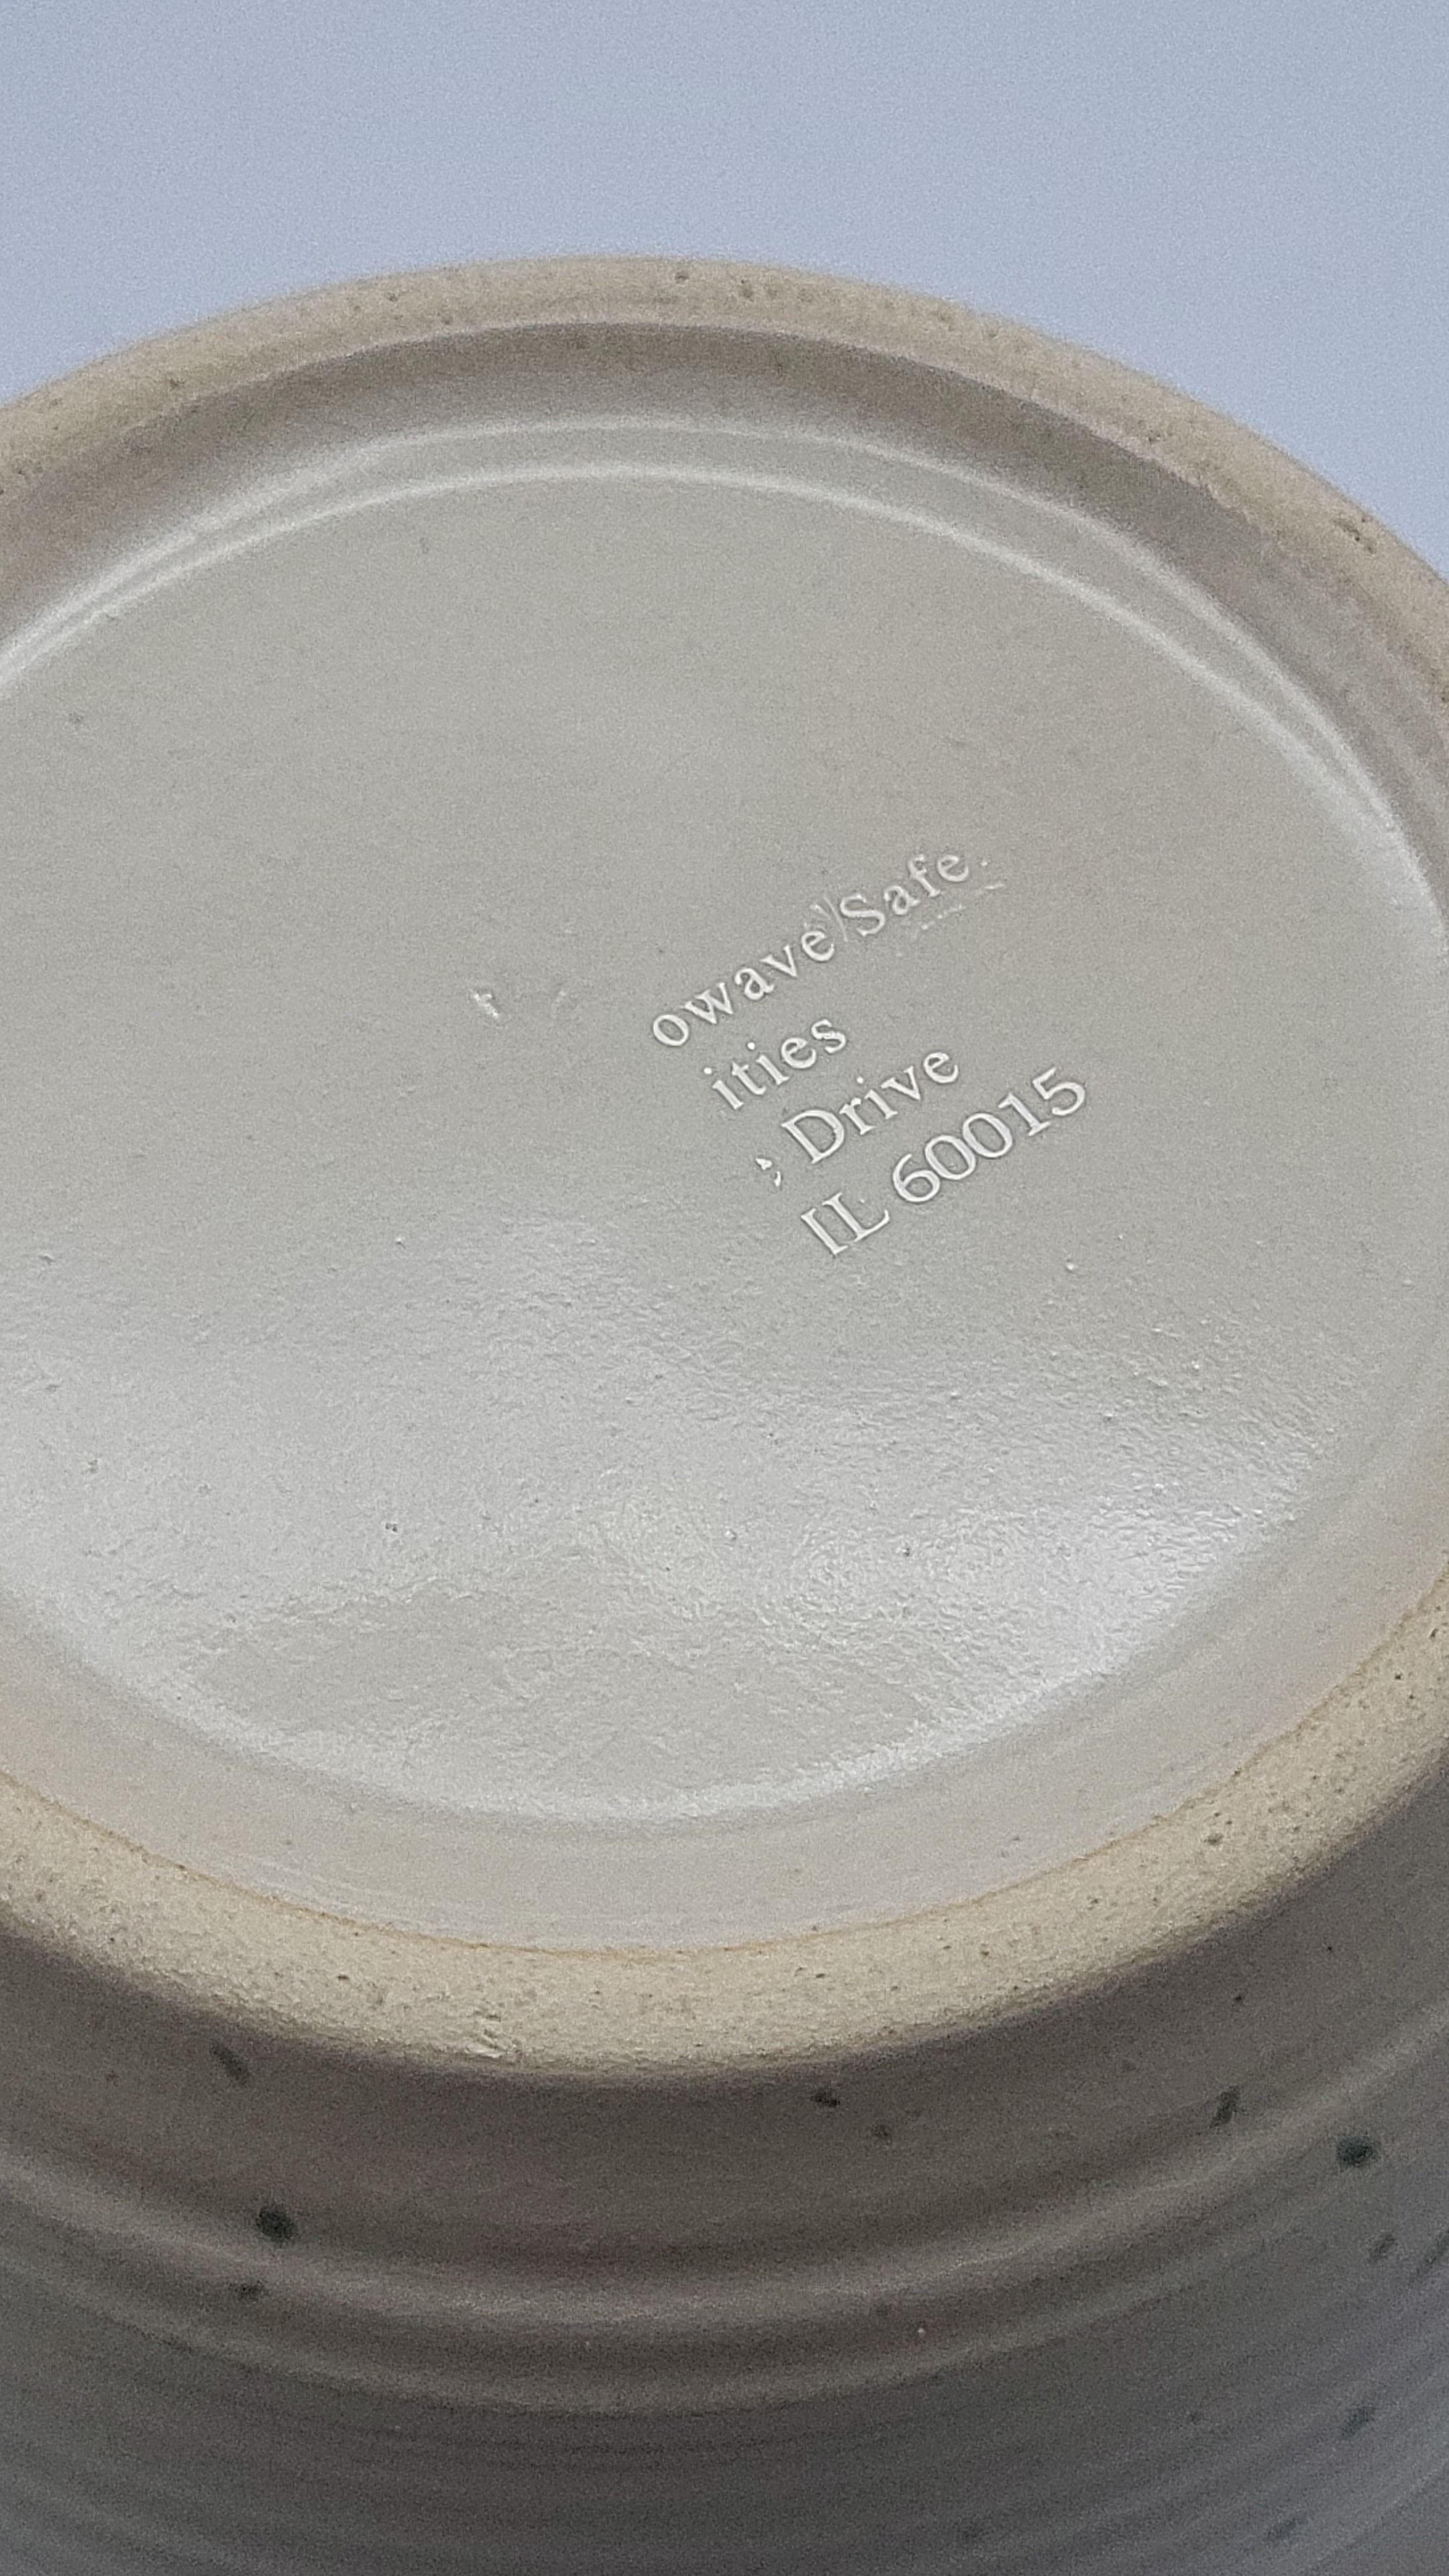 owave Safe.
ities
Drive
IL 60015